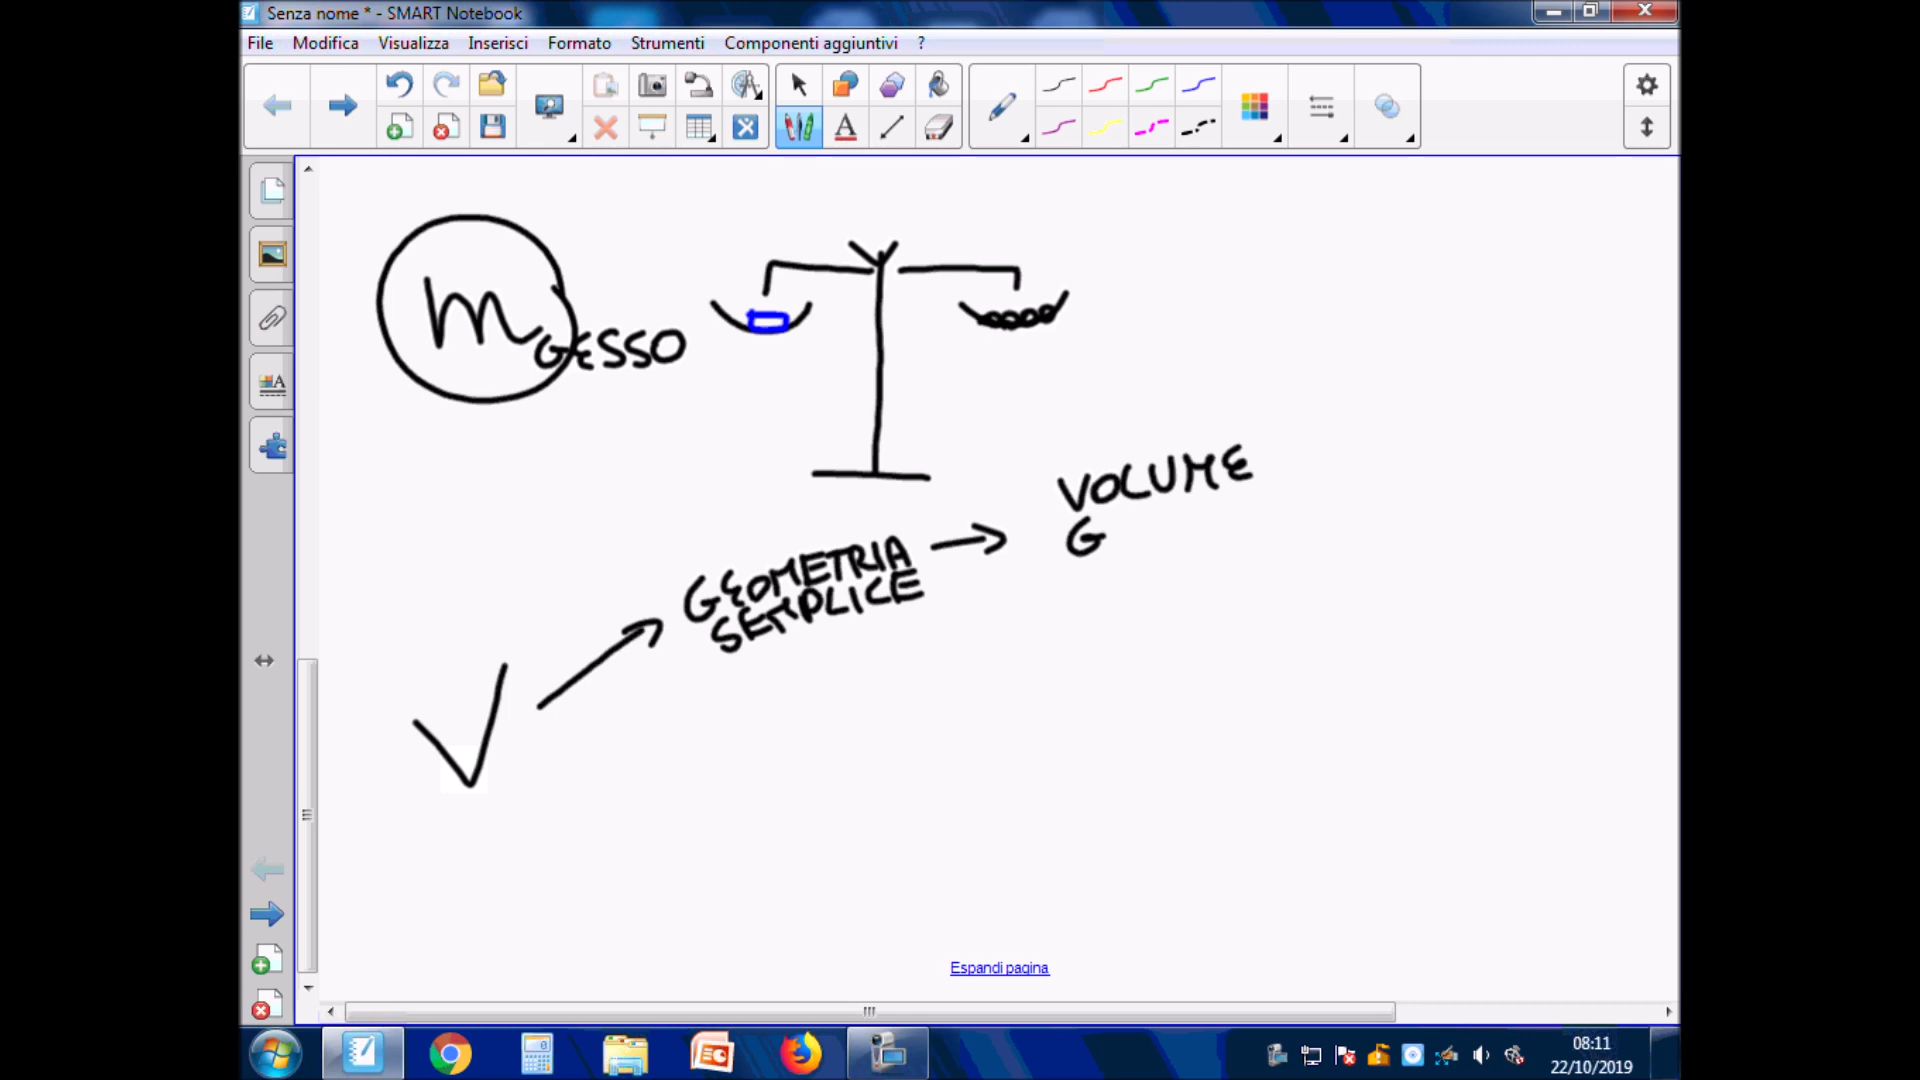 Senza nome * - SMART Notebook
File Modifica Visualizza Inserisci Formato Strumenti Componenti aggiuntivi ?
m GESSO
VOLUME
G
GEOMETRIA
SEMPLICE
V
Espandi pagina
08:11
22/10/2019